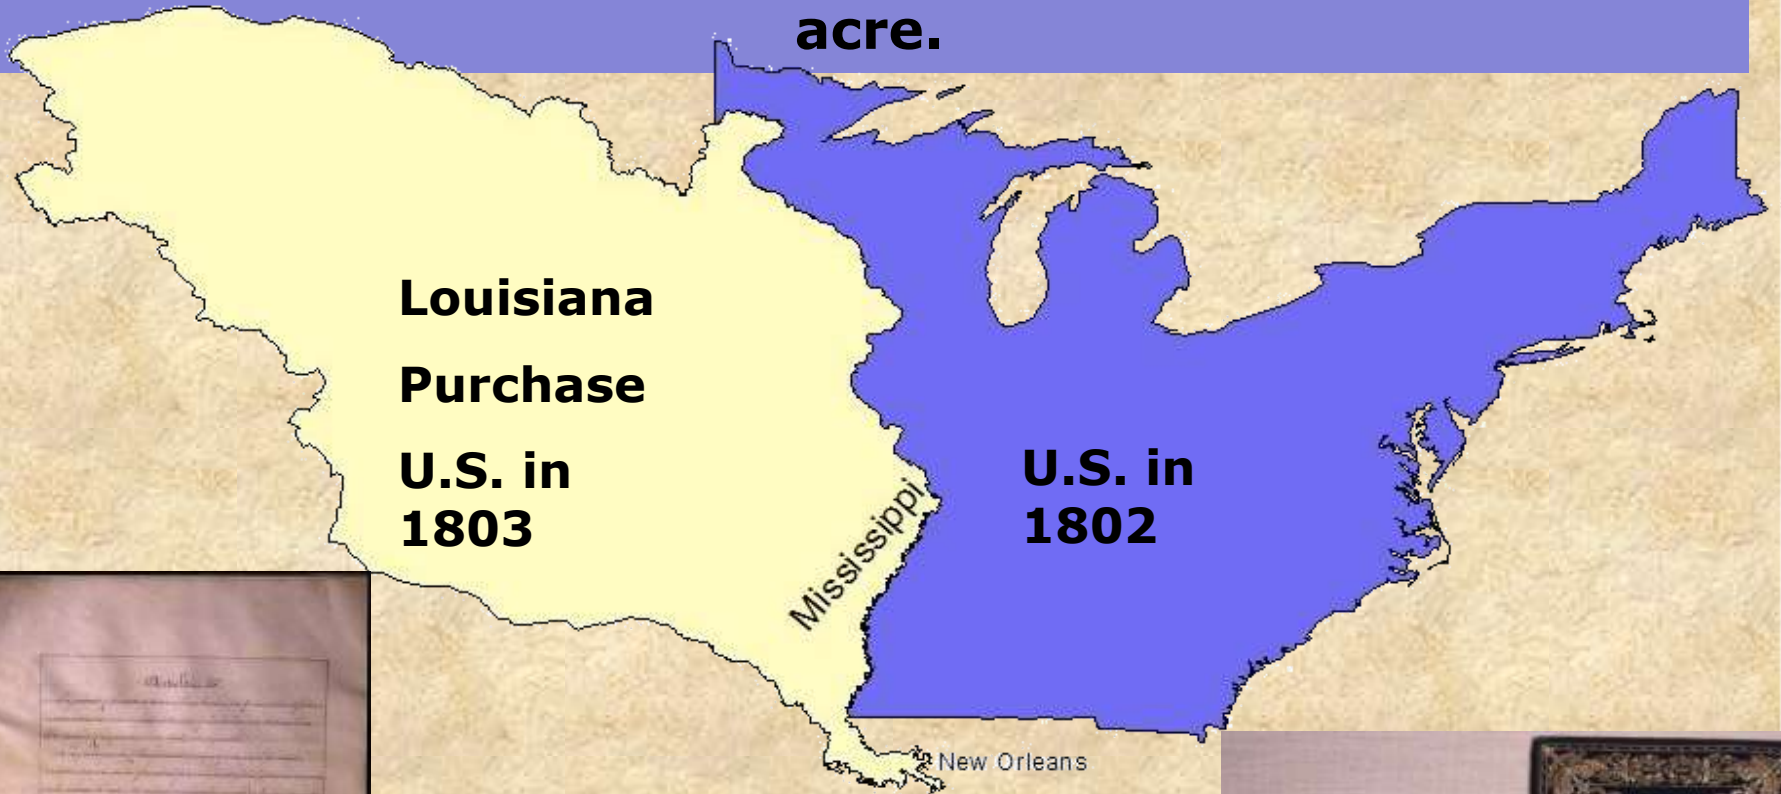 acre.
Louisiana
Purchase
U.S. in
1803
U.S. in
1802
Mississippi
New Orleans